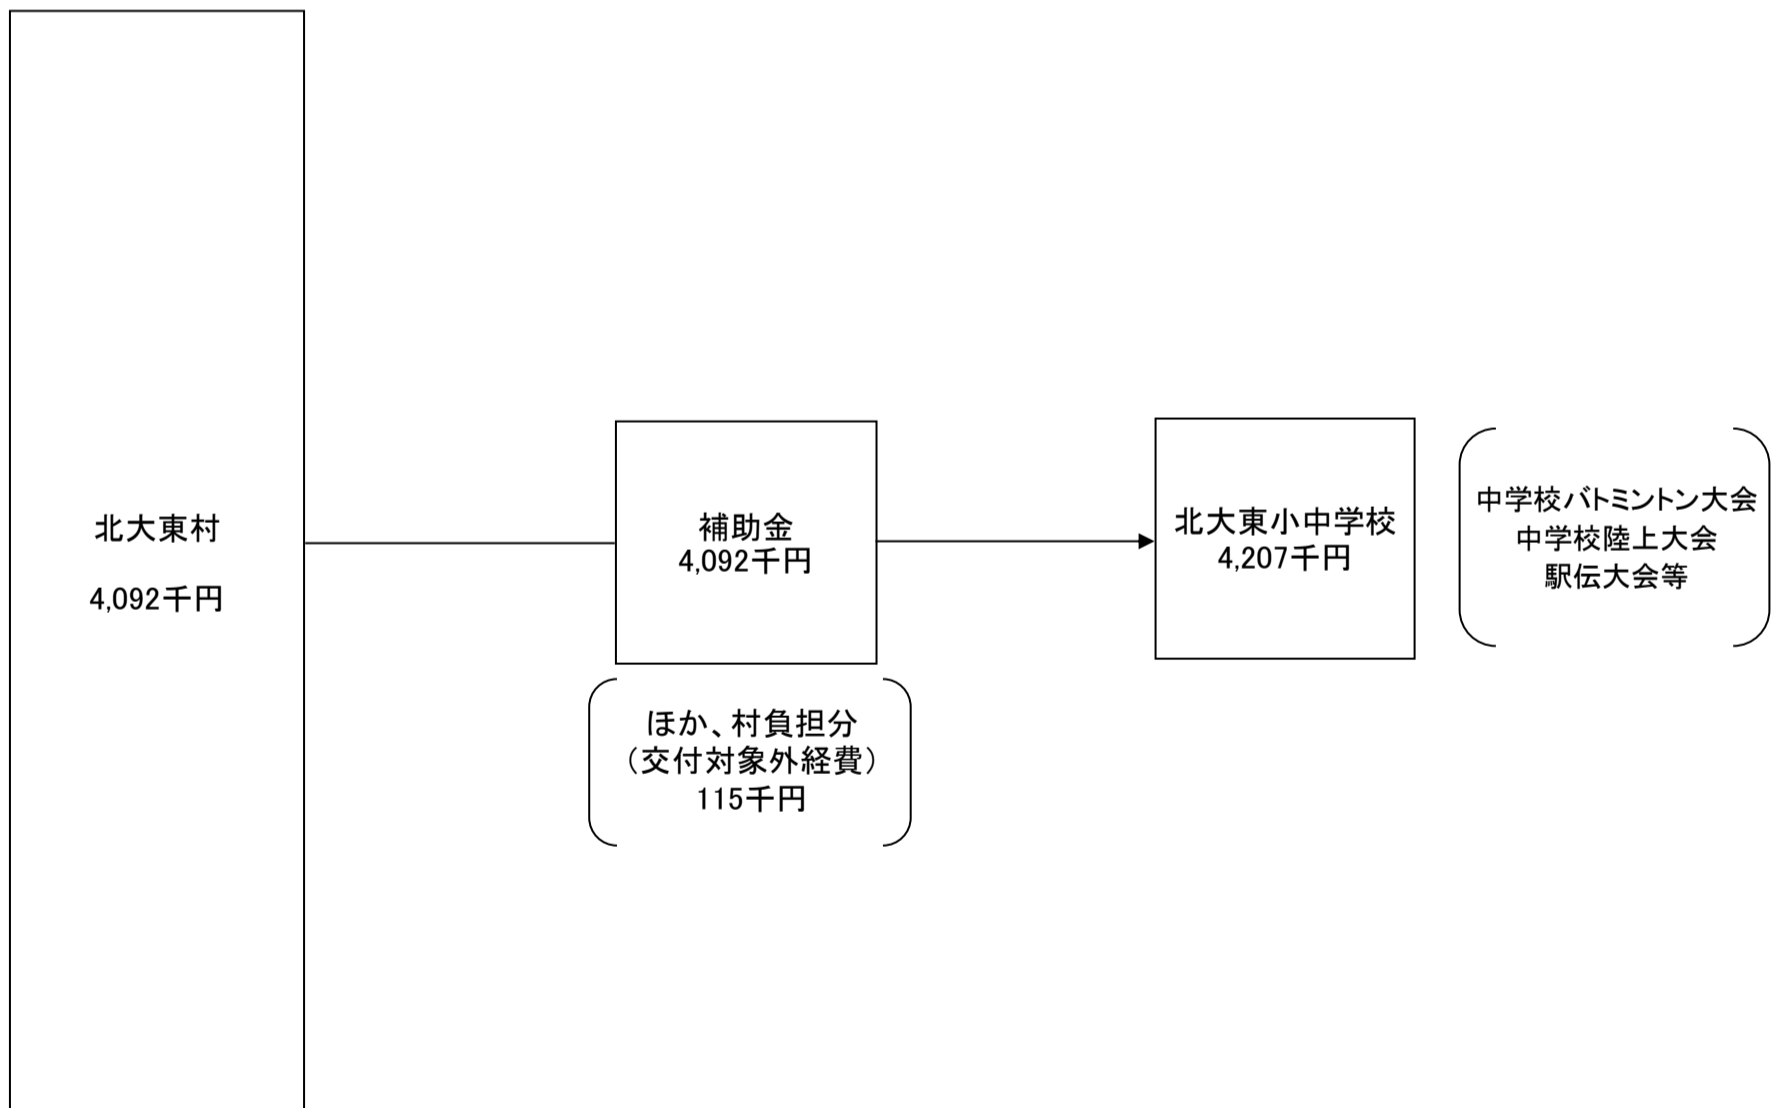 北大東村
4,092千円
補助金
4,092千円
ほか、村負担分
（交付対象外経費）
115千円
北大東小中学校
4,207千円
中学校バトミントン大会
中学校陸上大会
駅伝大会等